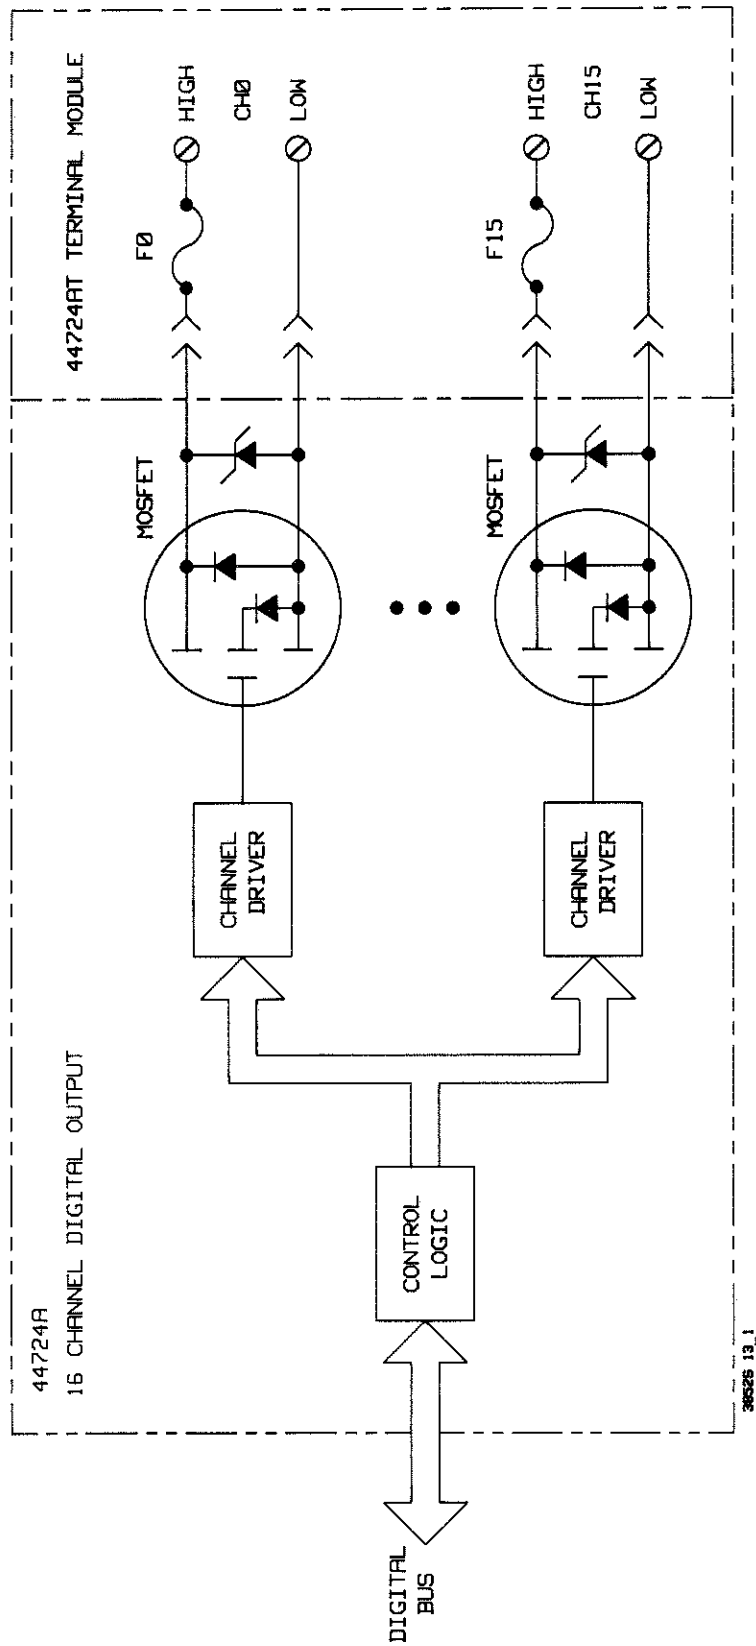 44724A
16 CHANNEL DIGITAL OUTPUT
44724AT TERMINAL MODULE
DIGITAL
BUS
CONTROL
LOGIC
CHANNEL
DRIVER
MOSFET
F0
HIGH
CH0
LOW
CHANNEL
DRIVER
MOSFET
F15
HIGH
CH15
LOW
38526 13_1